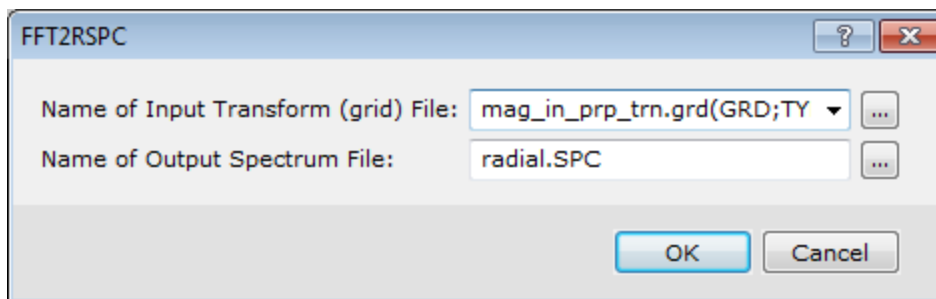 FFT2RSPC ?
Name of Input Transform (grid) File: mag_in_prp_trn.grd(GRD;TY ...
Name of Output Spectrum File: radial.SPC ...
OK Cancel